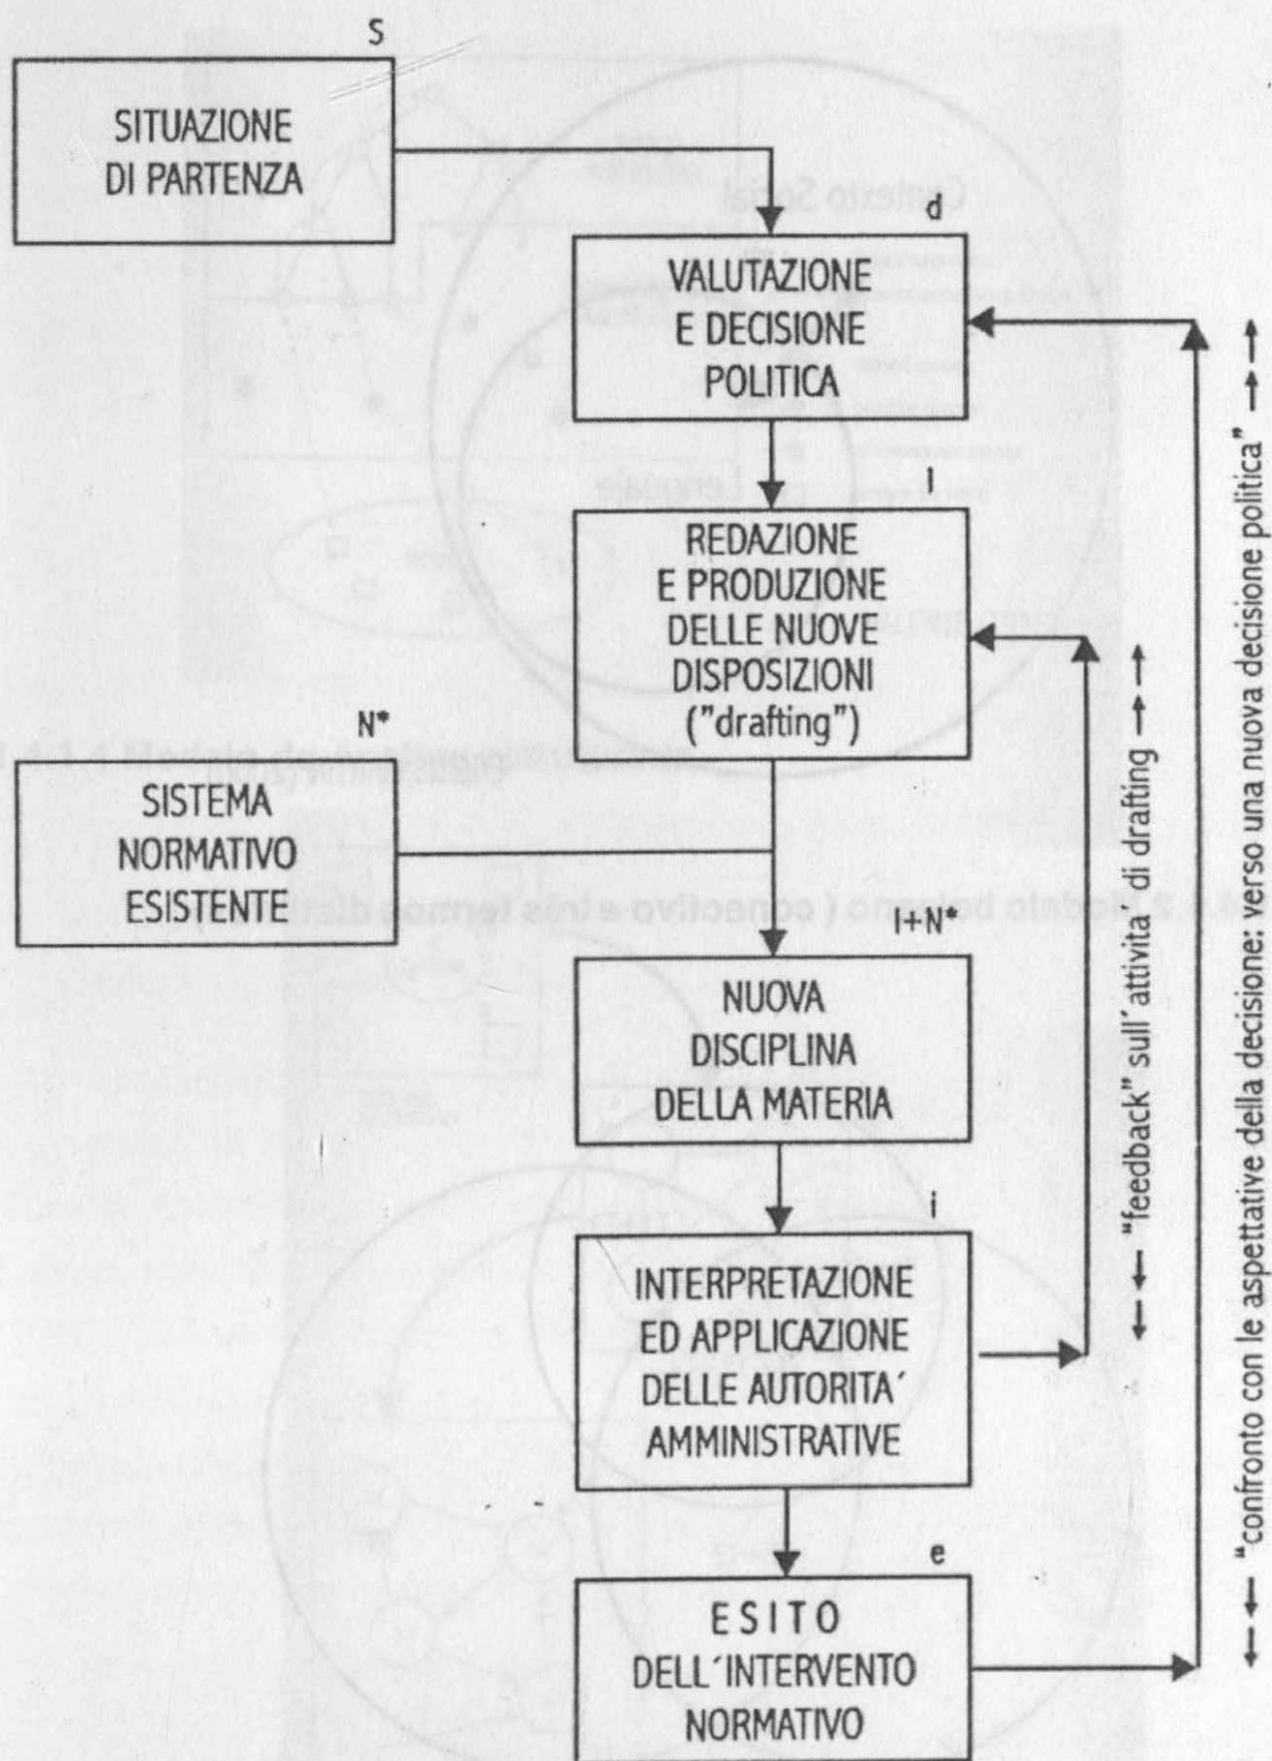 S
SITUAZIONE
DI PARTENZA
d
VALUTAZIONE
E DECISIONE
POLITICA
l
REDAZIONE
E PRODUZIONE
DELLE NUOVE
DISPOSIZIONI
("drafting")
N*
SISTEMA
NORMATIVO
ESISTENTE
l+N*
NUOVA
DISCIPLINA
DELLA MATERIA
i
INTERPRETAZIONE
ED APPLICAZIONE
DELLE AUTORITA´
AMMINISTRATIVE
e
ESITO
DELL´INTERVENTO
NORMATIVO
"feedback" sull´attivita´ di drafting
"confronto con le aspettative della decisione: verso una nuova decisione politica"
Contexto Social
Lenguaje